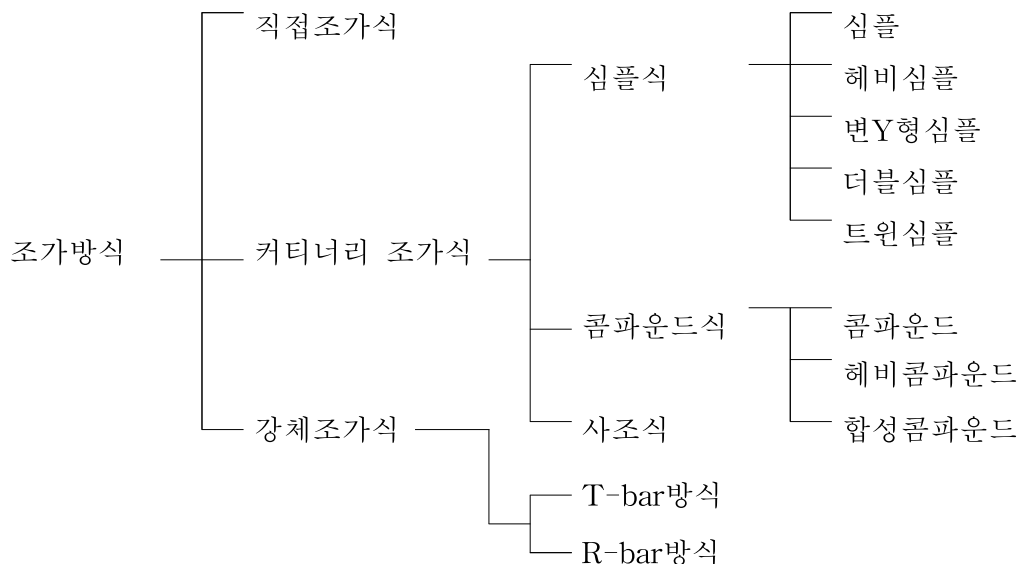 직접조가식
심플
심플식
헤비심플
변Y형심플
더블심플
트윈심플
조가방식
커티너리 조가식
콤파운드식
콤파운드
헤비콤파운드
강체조가식
사조식
합성콤파운드
T-bar방식
R-bar방식